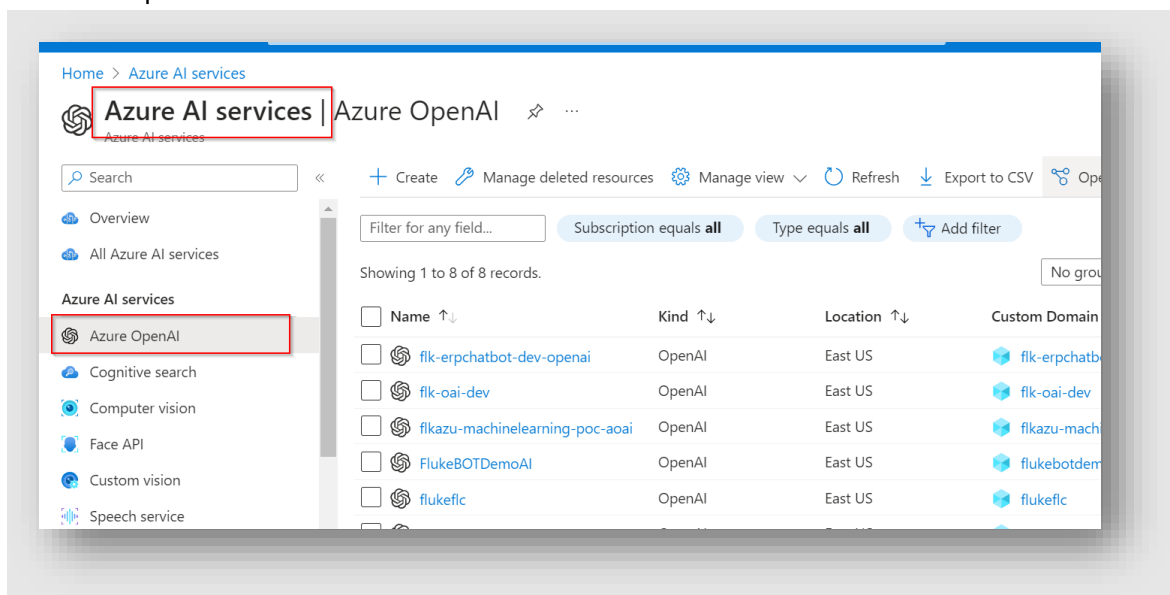 Home > Azure AI services
Azure AI services | Azure OpenAI ...
Azure AI services
Search «
+ Create Manage deleted resources Manage view Refresh Export to CSV
Overview
All Azure AI services
Azure AI services
Azure OpenAI
Cognitive search
Computer vision
Face API
Custom vision
Speech service
Filter for any field... Subscription equals all Type equals all Add filter
Showing 1 to 8 of 8 records.
No grou
Name ↑↓ Kind ↑↓ Location ↑↓ Custom Domain
flk-erpchatbot-dev-openai OpenAI East US flk-erpchatb
flk-oai-dev OpenAI East US flk-oai-dev
flkazu-machinelearning-poc-aoai OpenAI East US flkazu-machi
FlukeBOTDemoAI OpenAI East US flukebotdem
flukeflc OpenAI East US flukeflc